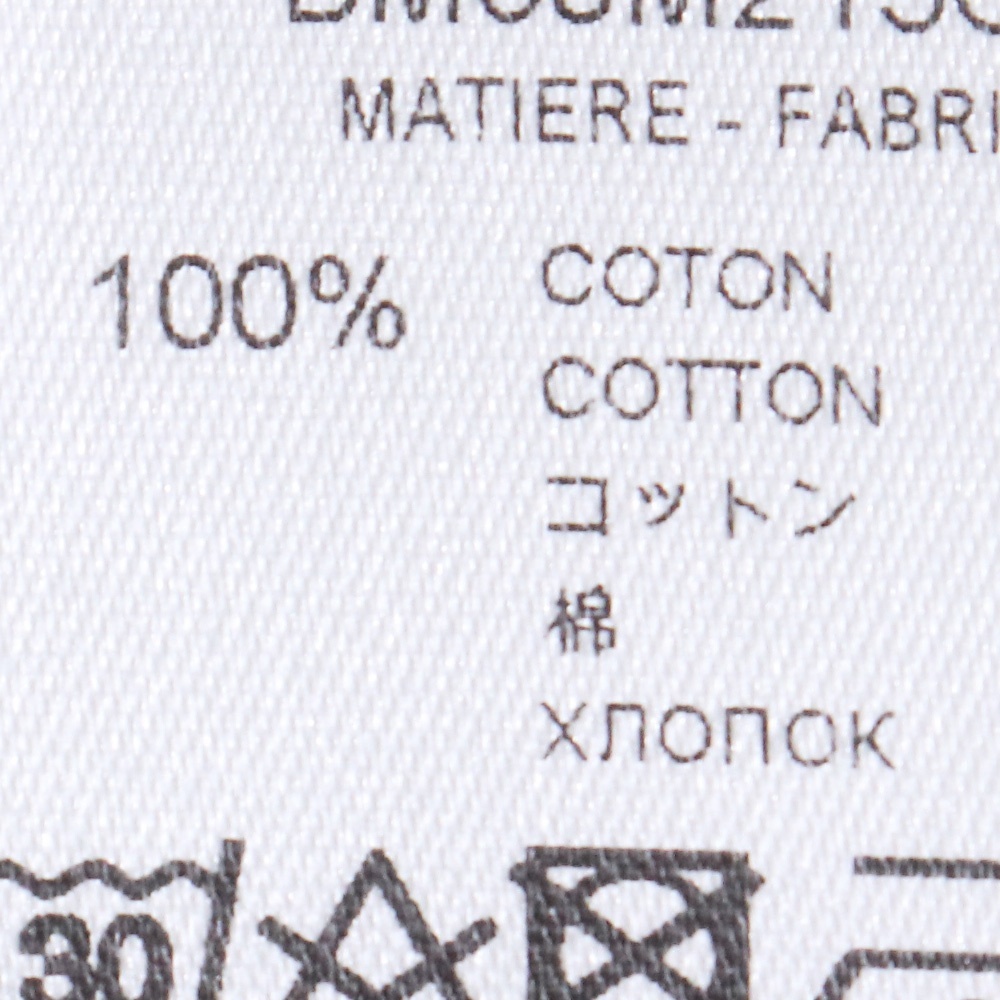 MATIERE - FABRI
100% COTON
COTTON
コットン
棉
ХЛОПОК
30